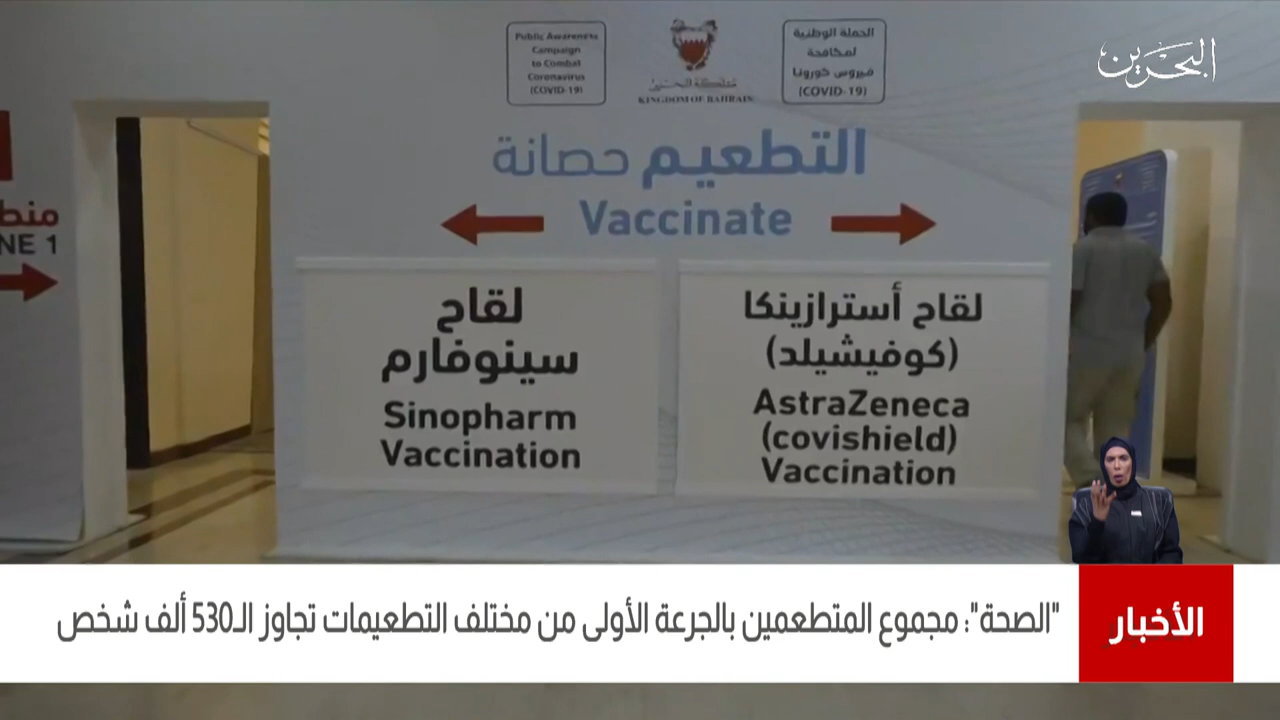 Public Awareness
Campaign
to Combat
Coronavirus
(COVID-19)
مملكة البحرين
KINGDOM OF BAHRAIN
الحملة الوطنية
لمكافحة
فيروس كورونا
(COVID-19)
البحرين
التطعيم حصانة
Vaccinate
NE 1
لقاح
سينوفارم
Sinopharm
Vaccination
لقاح أسترازينكا
(كوفيشيلد)
AstraZeneca
(covishield)
Vaccination
الأخبار
"الصحة": مجموع المتطعمين بالجرعة الأولى من مختلف التطعيمات تجاوز الـ530 ألف شخص